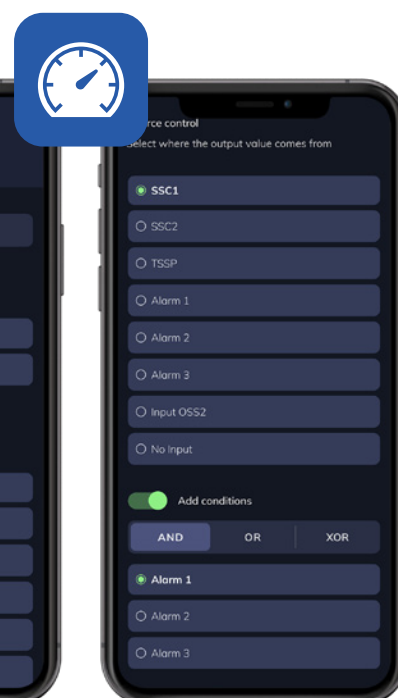 rce control
Select where the output value comes from
SSC1
SSC2
TSSP
Alarm 1
Alarm 2
Alarm 3
Input OSS2
No Input
Add conditions
AND OR XOR
Alarm 1
Alarm 2
Alarm 3